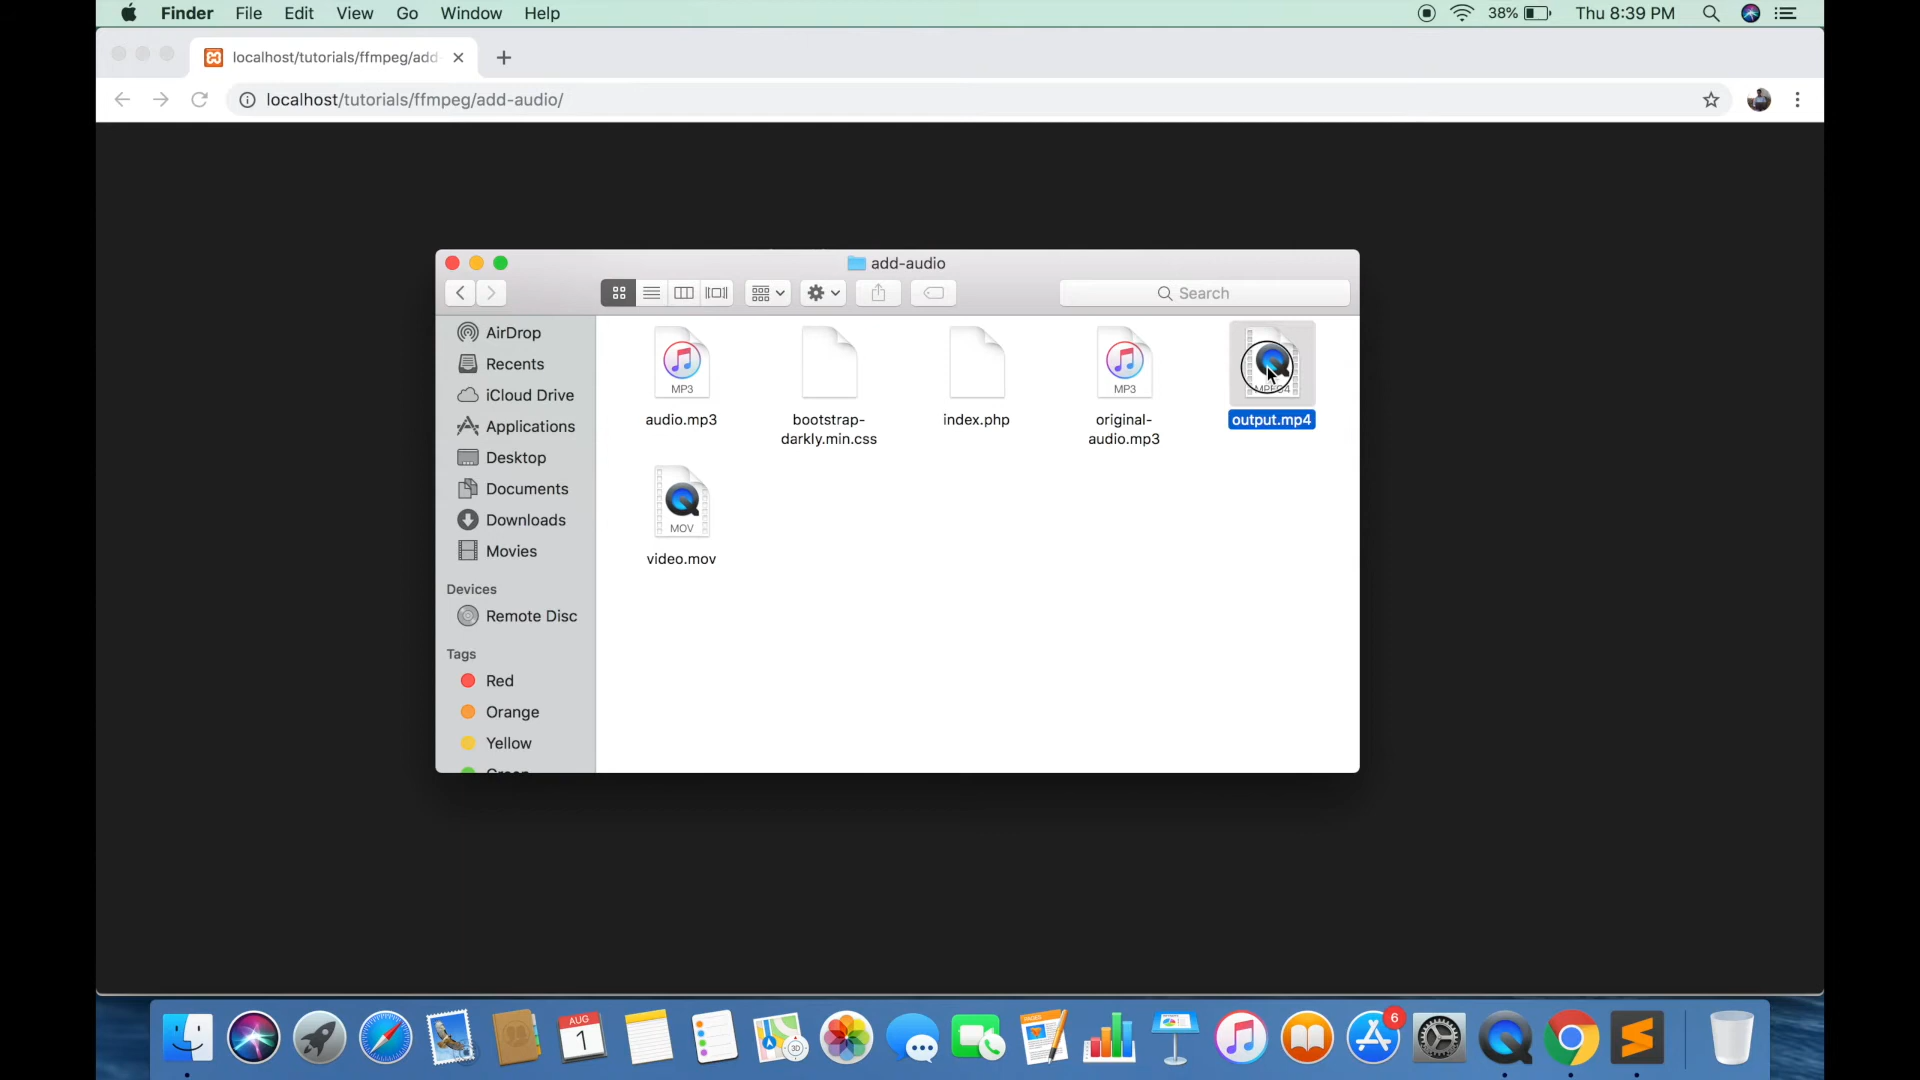 Finder File Edit View Go Window Help 38% Thu 8:39 PM
localhost/tutorials/ffmpeg/add-
localhost/tutorials/ffmpeg/add-audio/
add-audio
Search
AirDrop
Recents
iCloud Drive
Applications
Desktop
Documents
Downloads
Movies
Devices
Remote Disc
Tags
Red
Orange
Yellow
Green
MP3
audio.mp3
bootstrap-
darkly.min.css
index.php
MP3
original-
audio.mp3
MPEG4
output.mp4
MOV
video.mov
AUG
1
3D
6